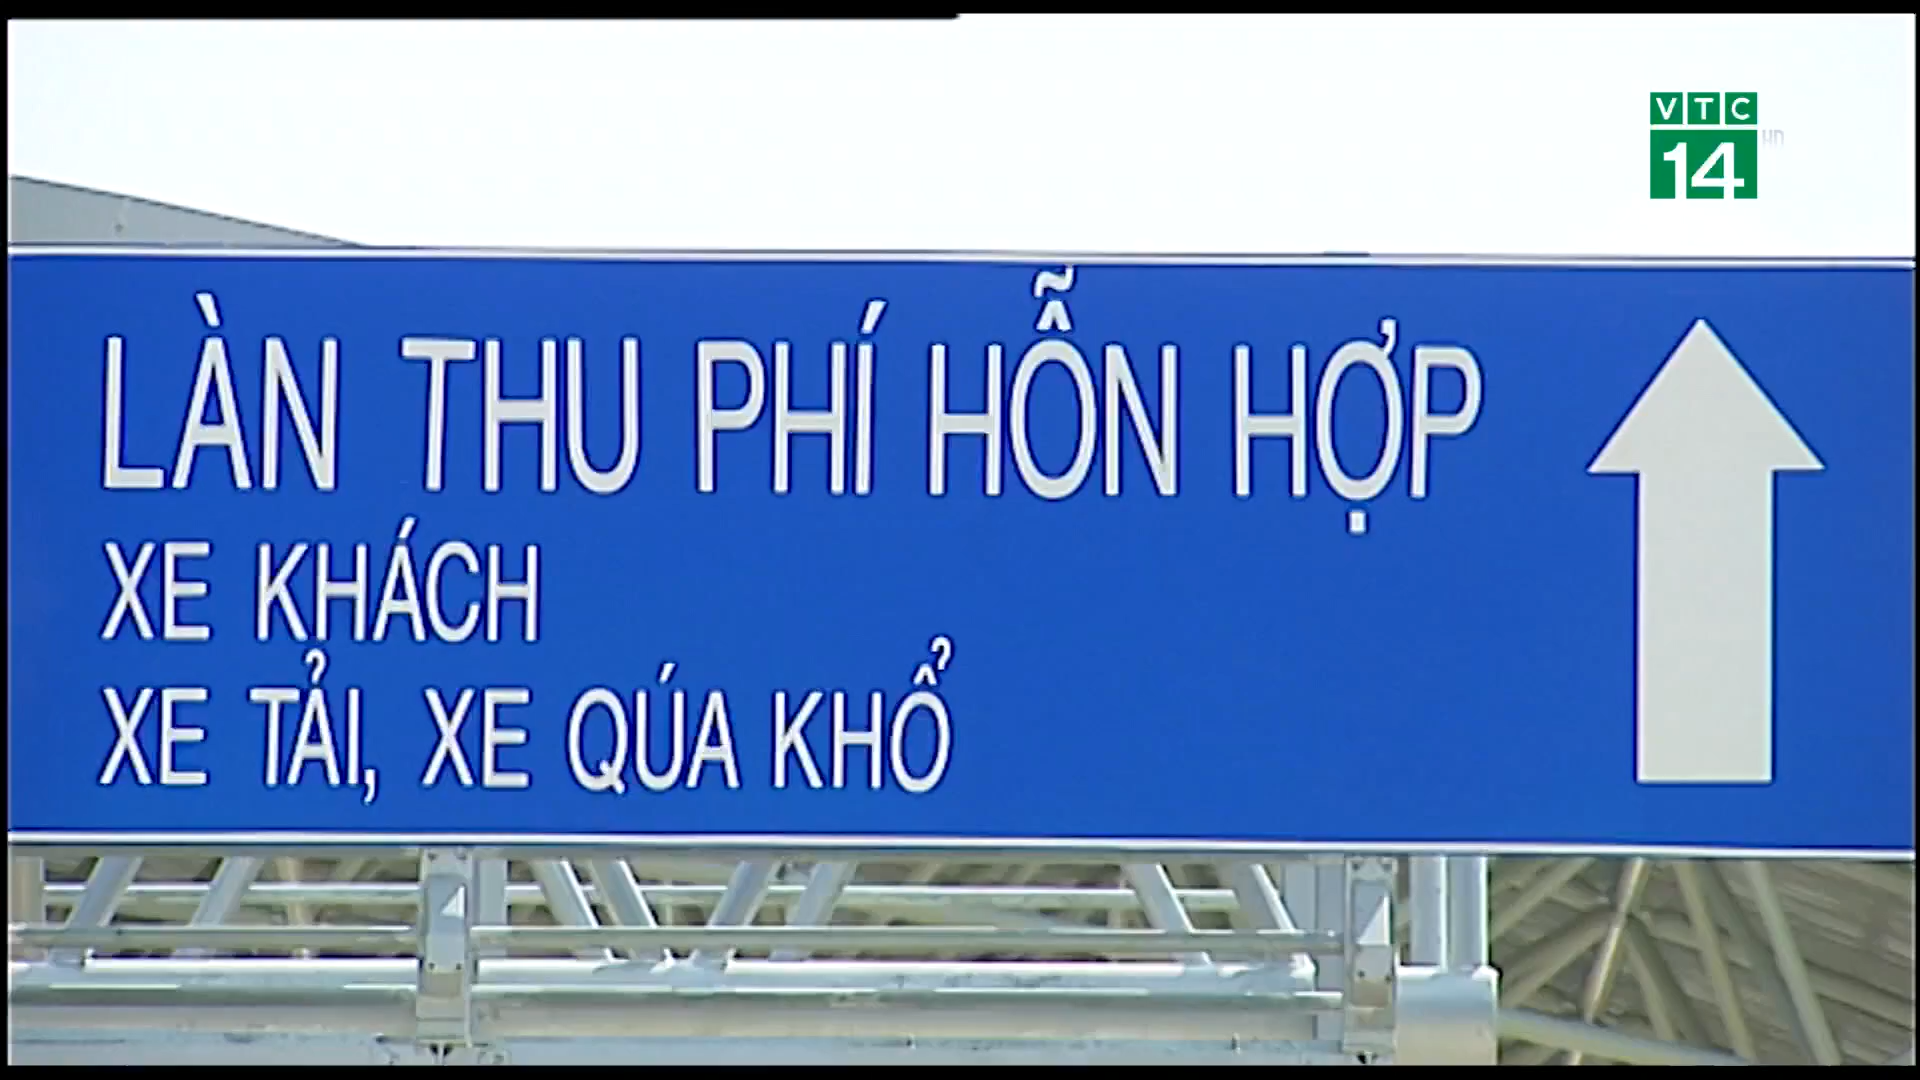 VTC
14
LÀN THU PHÍ HỖN HỢP
XE KHÁCH
XE TẢI, XE QÚA KHỔ